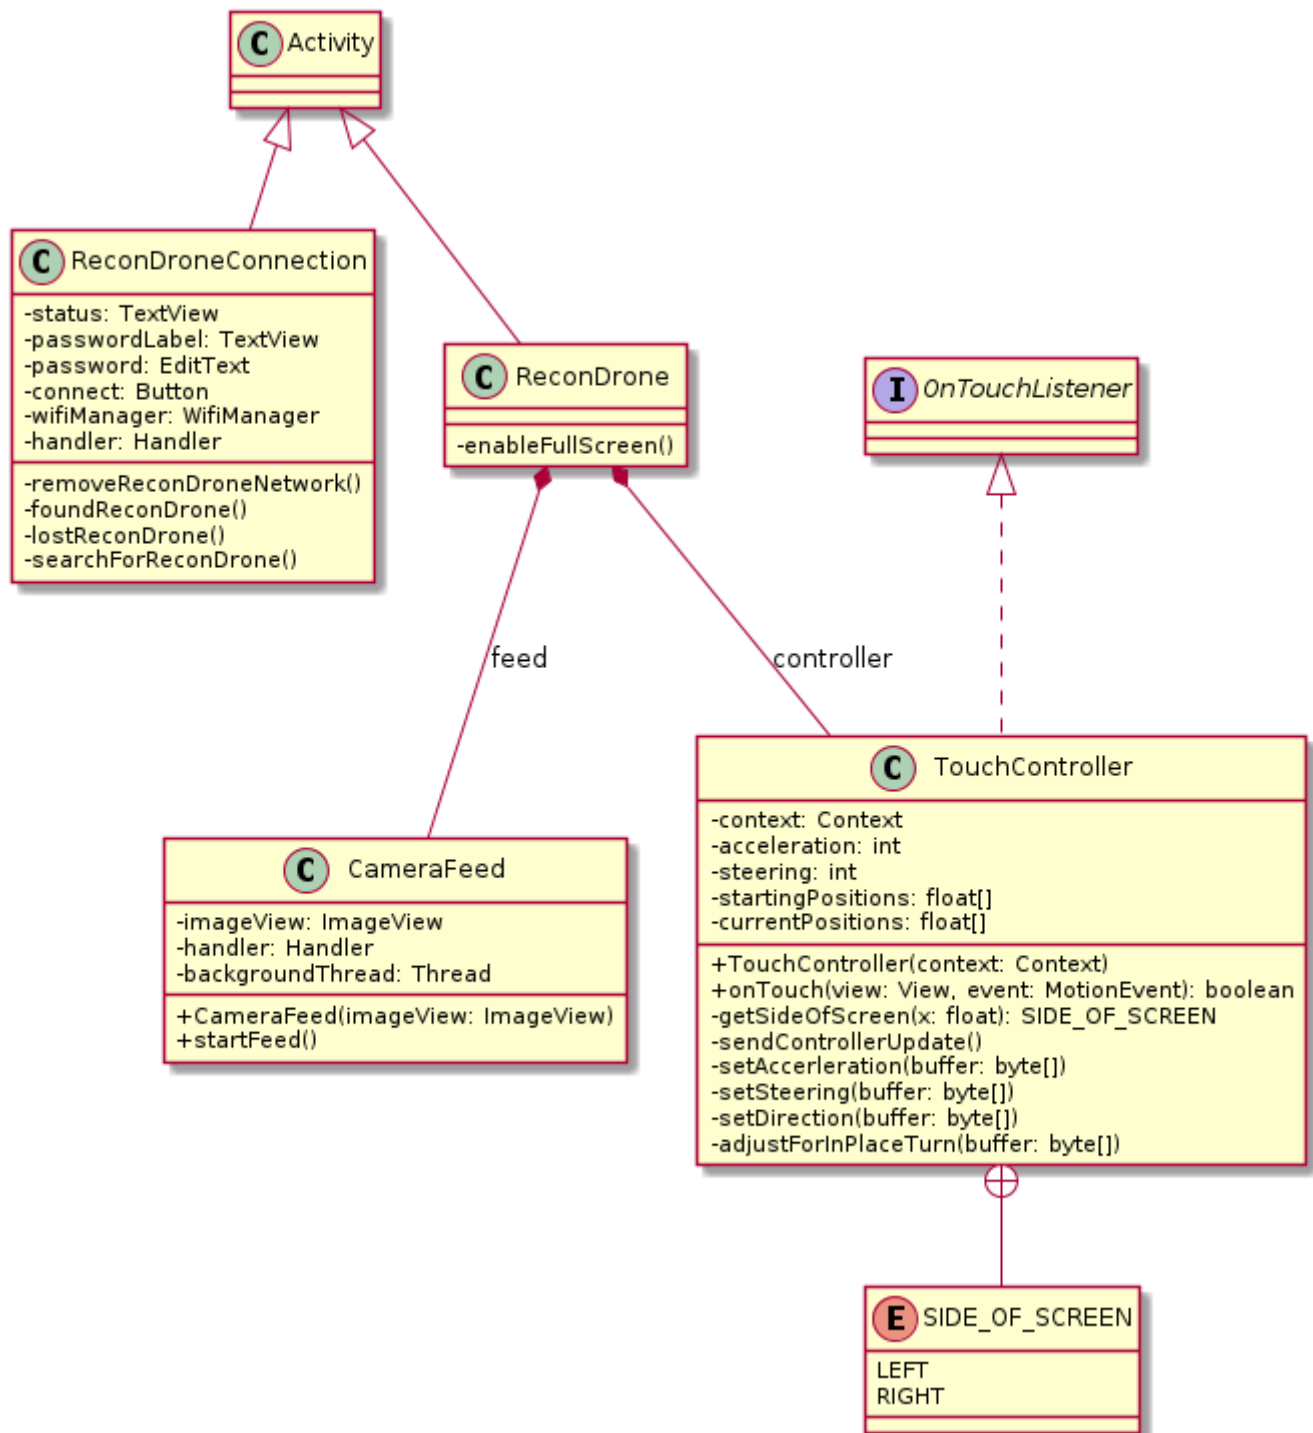 C Activity
C ReconDroneConnection
-status: TextView
-passwordLabel: TextView
-password: EditText
-connect: Button
-wifiManager: WifiManager
-handler: Handler
-removeReconDroneNetwork()
-foundReconDrone()
-lostReconDrone()
-searchForReconDrone()
C ReconDrone
-enableFullScreen()
I OnTouchListener
feed
controller
C TouchController
-context: Context
-acceleration: int
-steering: int
-startingPositions: float[]
-currentPositions: float[]
+TouchController(context: Context)
+onTouch(view: View, event: MotionEvent): boolean
-getSideOfScreen(x: float): SIDE_OF_SCREEN
-sendControllerUpdate()
-setAccerleration(buffer: byte[])
-setSteering(buffer: byte[])
-setDirection(buffer: byte[])
-adjustForInPlaceTurn(buffer: byte[])
C CameraFeed
-imageView: ImageView
-handler: Handler
-backgroundThread: Thread
+CameraFeed(imageView: ImageView)
+startFeed()
E SIDE_OF_SCREEN
LEFT
RIGHT